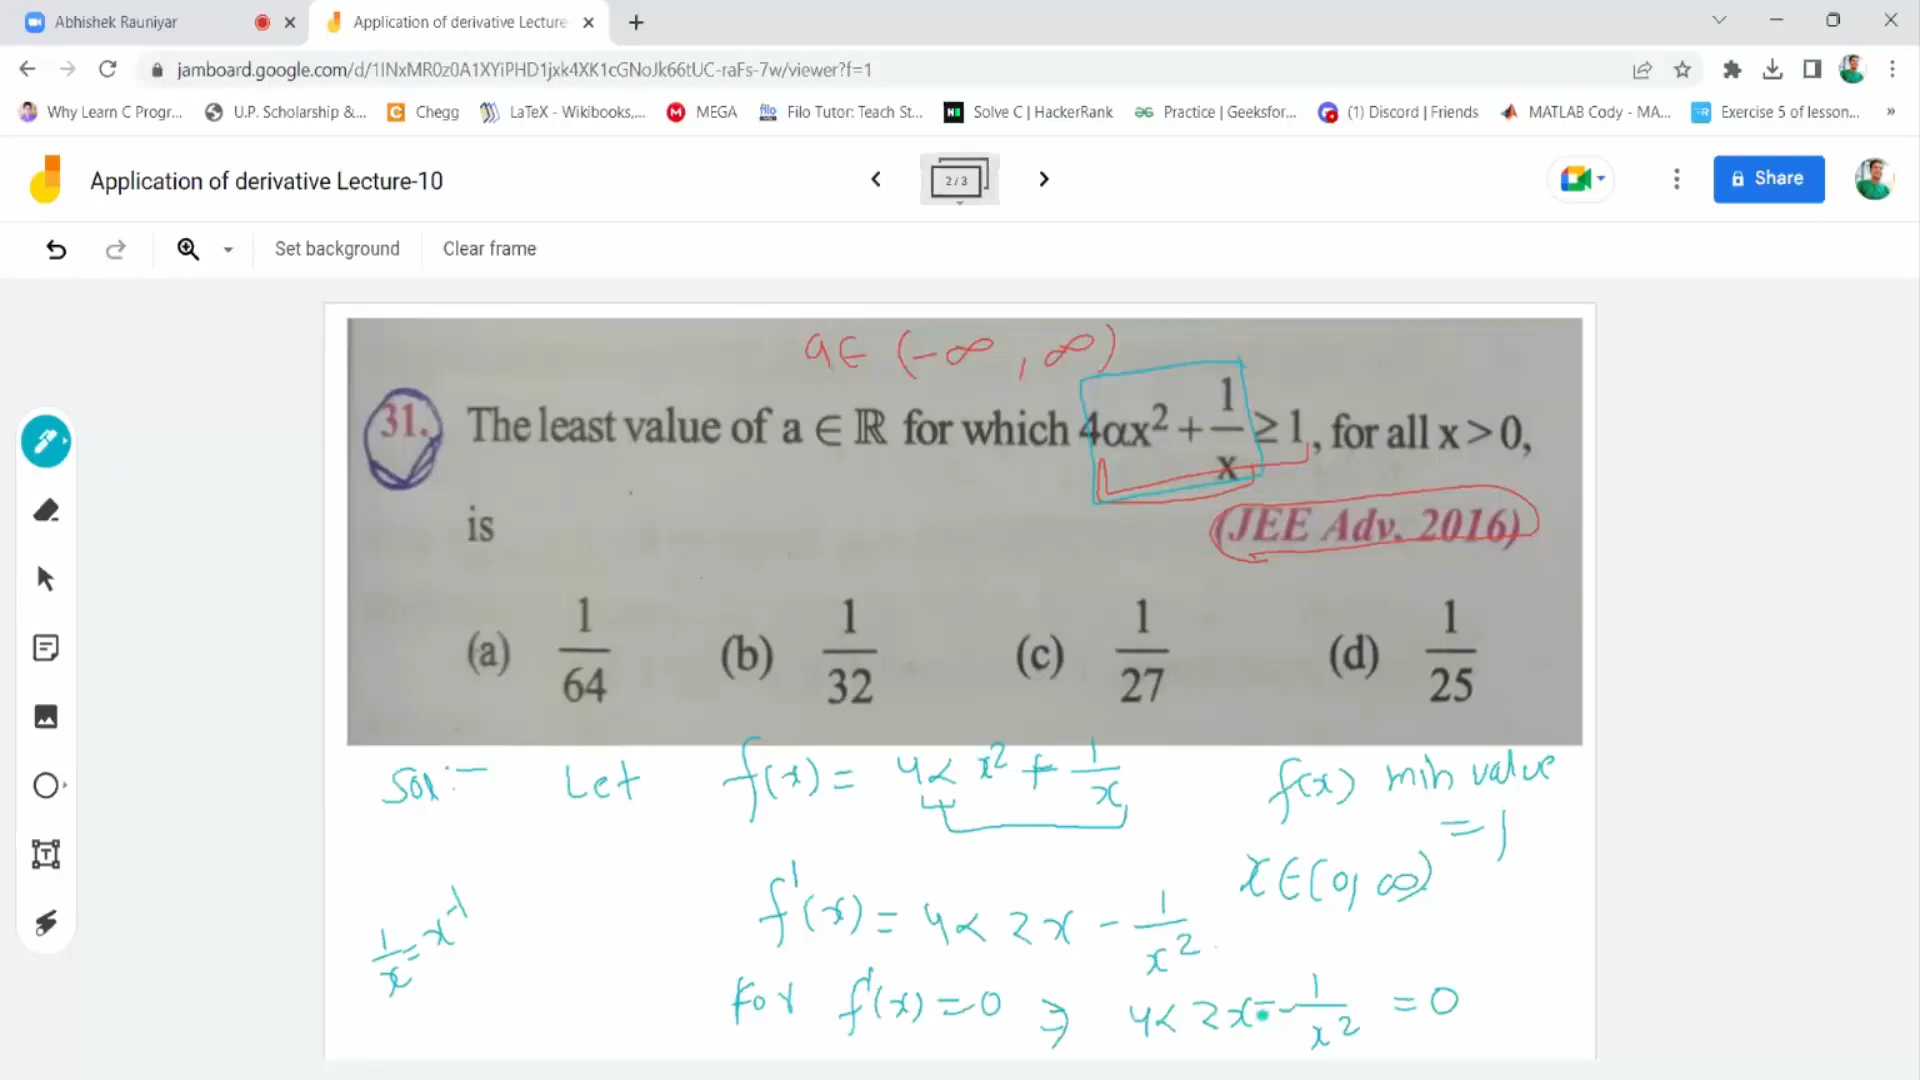 Abhishek Rauniyar
Application of derivative Lecture-
jamboard.google.com/d/1INxMR0z0A1XYiPHD1jxk4XK1cGNoJk66tUC-raFs-7w/viewer?f=1
Why Learn C Progr... U.P. Scholarship &... Chegg LaTeX - Wikibooks,... MEGA Filo Tutor: Teach St... Solve C | HackerRank Practice | Geeksfor... (1) Discord | Friends MATLAB Cody - MA... Exercise 5 of lesson... »
Application of derivative Lecture-10
2 / 3
Share
Set background Clear frame
a∈ (-∞, ∞)
31. The least value of a ∈ ℝ for which 4αx² + 1/x ≥ 1, for all x > 0,
is
(JEE Adv. 2016)
(a) 1/64 (b) 1/32 (c) 1/27 (d) 1/25
Sol:- Let f(x) = 4α x² + 1/x f(x) min value
= 1
x ∈ (0, ∞)
1/x = x⁻¹
f'(x) = 4α 2x - 1/x²
For f'(x) = 0 ⇒ 4α 2x - 1/x² = 0